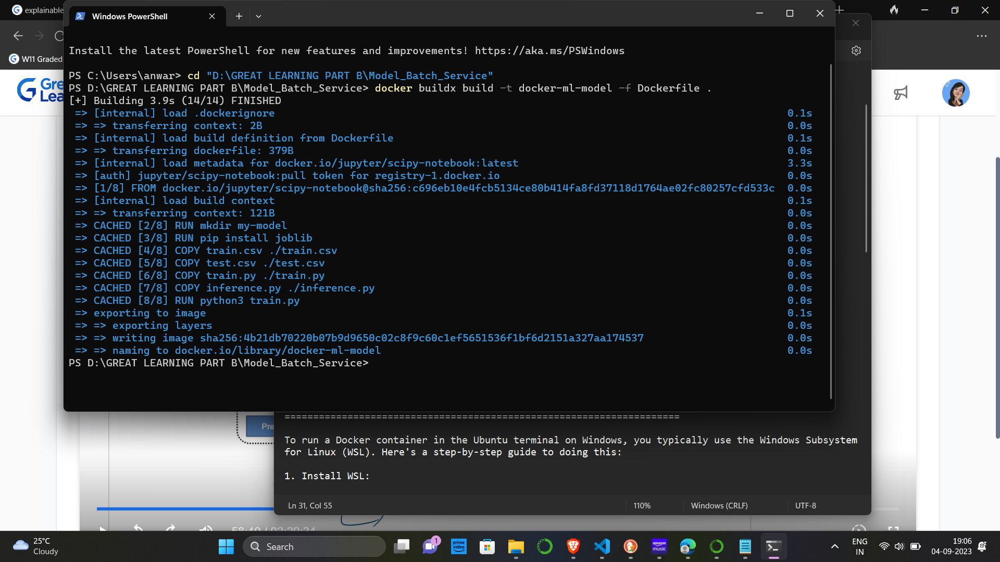 explainable
Windows PowerShell
W11 Graded
Gre
Lea
Install the latest PowerShell for new features and improvements! https://aka.ms/PSWindows
PS C:\Users\anwar> cd "D:\GREAT LEARNING PART B\Model_Batch_Service"
PS D:\GREAT LEARNING PART B\Model_Batch_Service> docker buildx build -t docker-ml-model -f Dockerfile .
[+] Building 3.9s (14/14) FINISHED
=> [internal] load .dockerignore 0.1s
=> => transferring context: 2B 0.0s
=> [internal] load build definition from Dockerfile 0.1s
=> => transferring dockerfile: 379B 0.0s
=> [internal] load metadata for docker.io/jupyter/scipy-notebook:latest 3.3s
=> [auth] jupyter/scipy-notebook:pull token for registry-1.docker.io 0.0s
=> [1/8] FROM docker.io/jupyter/scipy-notebook@sha256:c696eb10e4fcb5134ce80b414fa8fd37118d1764ae02fc80257cfd533c 0.0s
=> [internal] load build context 0.1s
=> => transferring context: 121B 0.0s
=> CACHED [2/8] RUN mkdir my-model 0.0s
=> CACHED [3/8] RUN pip install joblib 0.0s
=> CACHED [4/8] COPY train.csv ./train.csv 0.0s
=> CACHED [5/8] COPY test.csv ./test.csv 0.0s
=> CACHED [6/8] COPY train.py ./train.py 0.0s
=> CACHED [7/8] COPY inference.py ./inference.py 0.0s
=> CACHED [8/8] RUN python3 train.py 0.0s
=> exporting to image 0.1s
=> => exporting layers 0.0s
=> => writing image sha256:4b21db70220b07b9d9650c02c8f9c60c1ef5651536f1bf6d2151a327aa174537 0.0s
=> => naming to docker.io/library/docker-ml-model 0.0s
PS D:\GREAT LEARNING PART B\Model_Batch_Service>
=====================================================================
Pre
To run a Docker container in the Ubuntu terminal on Windows, you typically use the Windows Subsystem
for Linux (WSL). Here's a step-by-step guide to doing this:
1. Install WSL:
Ln 31, Col 55 110% Windows (CRLF) UTF-8
25°C
Cloudy
Search
1
prime video
amazon music
ENG
IN
19:06
04-09-2023